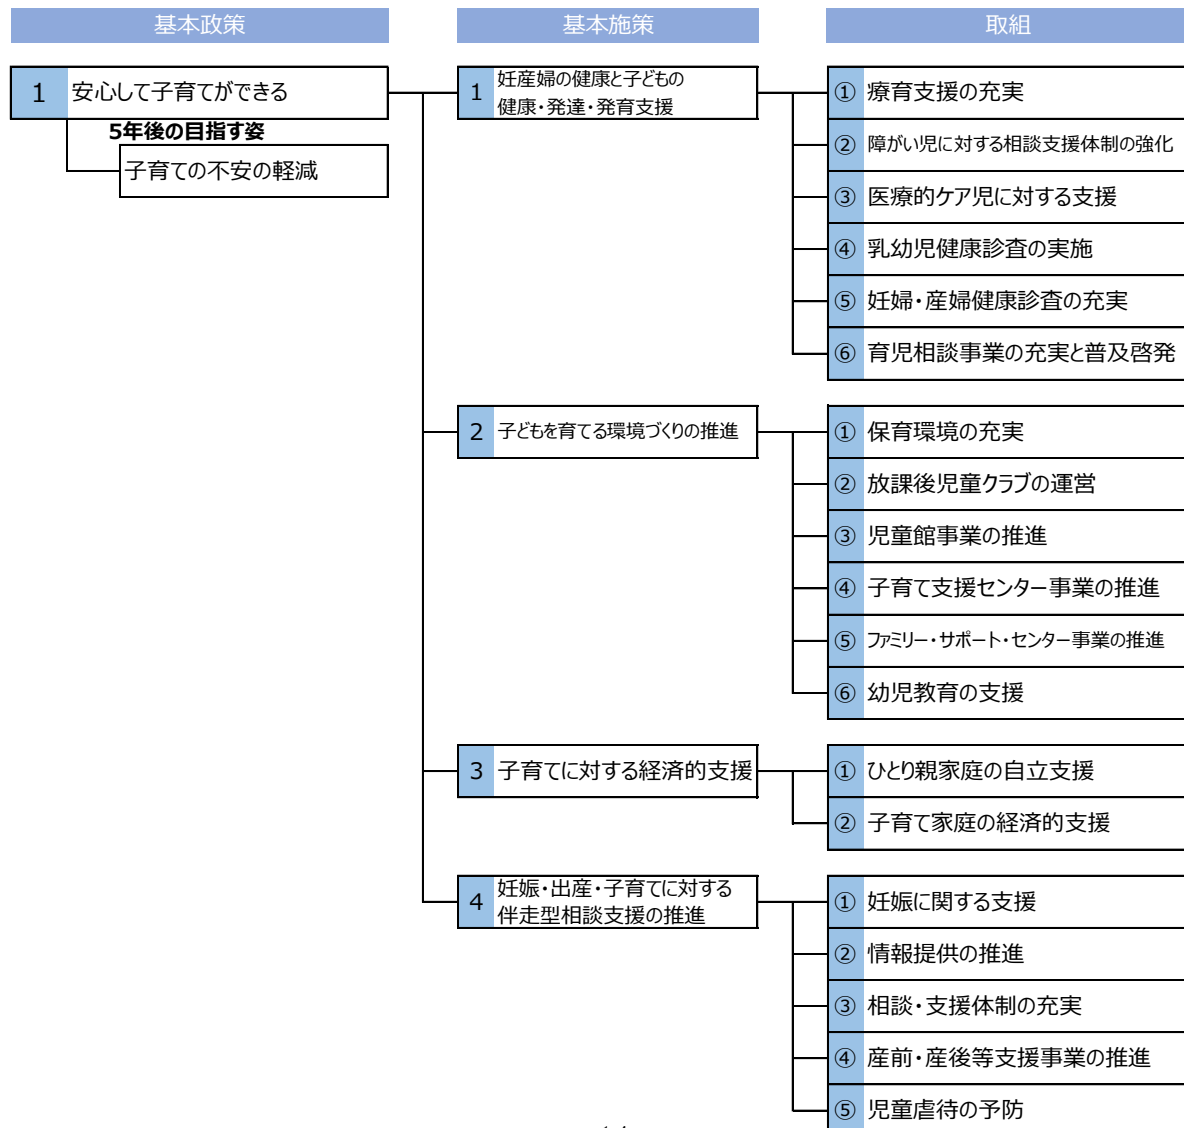 基本政策
基本施策
取組
1 安心して子育てができる
5年後の目指す姿
子育ての不安の軽減
1 妊産婦の健康と子どもの
健康・発達・発育支援
① 療育支援の充実
② 障がい児に対する相談支援体制の強化
③ 医療的ケア児に対する支援
④ 乳幼児健康診査の実施
⑤ 妊婦・産婦健康診査の充実
⑥ 育児相談事業の充実と普及啓発
2 子どもを育てる環境づくりの推進
① 保育環境の充実
② 放課後児童クラブの運営
③ 児童館事業の推進
④ 子育て支援センター事業の推進
⑤ ファミリー・サポート・センター事業の推進
⑥ 幼児教育の支援
3 子育てに対する経済的支援
① ひとり親家庭の自立支援
② 子育て家庭の経済的支援
4 妊娠・出産・子育てに対する
伴走型相談支援の推進
① 妊娠に関する支援
② 情報提供の推進
③ 相談・支援体制の充実
④ 産前・産後等支援事業の推進
⑤ 児童虐待の予防